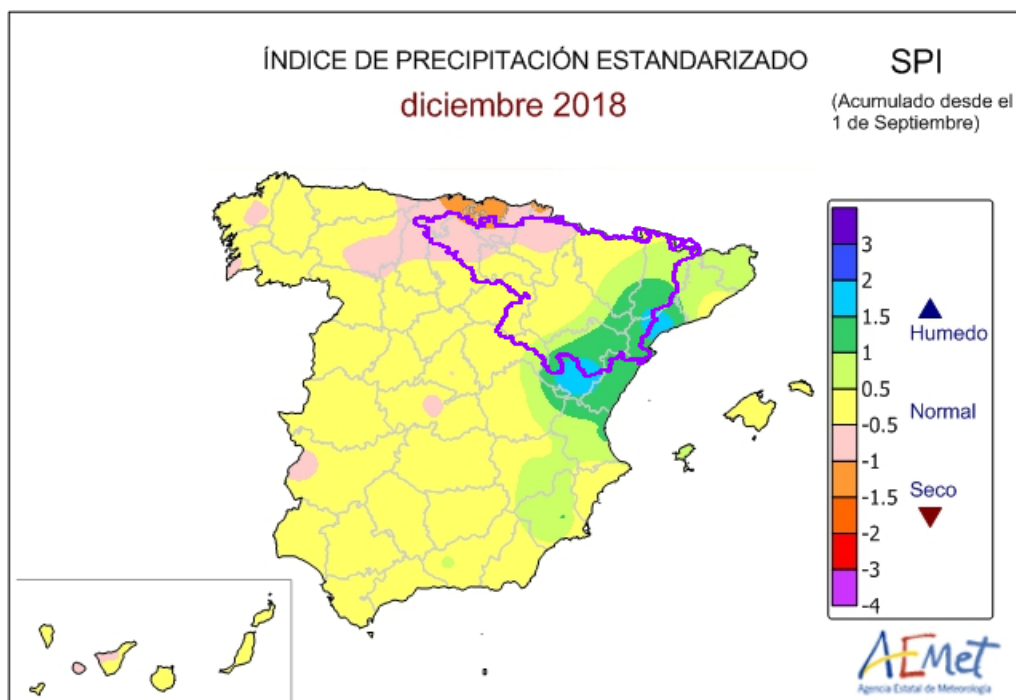 ÍNDICE DE PRECIPITACIÓN ESTANDARIZADO
diciembre 2018
SPI
(Acumulado desde el
1 de Septiembre)
3
2
1.5
1
0.5
-0.5
-1
-1.5
-2
-3
-4
Humedo
Normal
Seco
AEMet
Agencia Estatal de Meteorología